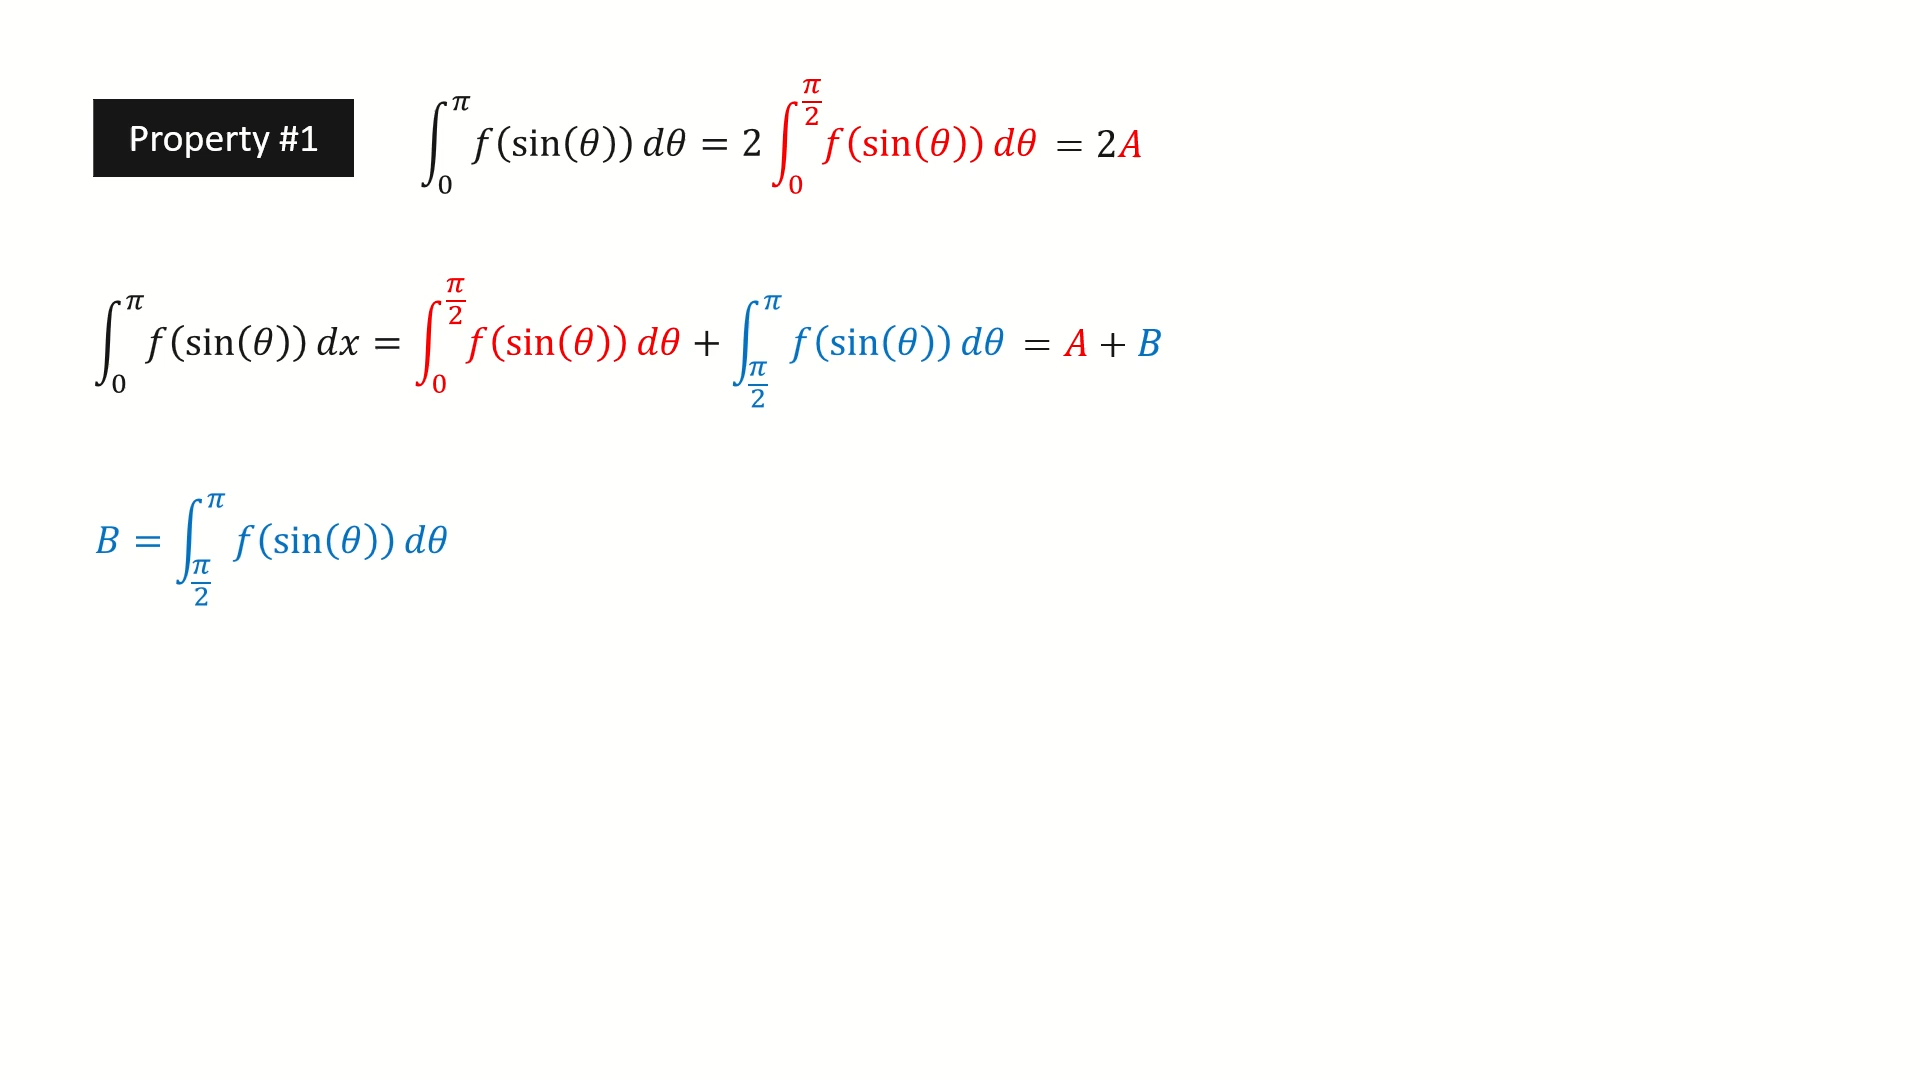 Property #1 ∫₀^π f(sin(θ)) dθ = 2 ∫₀^(π/2) f(sin(θ)) dθ = 2A
∫₀^π f(sin(θ)) dx = ∫₀^(π/2) f(sin(θ)) dθ + ∫_(π/2)^π f(sin(θ)) dθ = A + B
B = ∫_(π/2)^π f(sin(θ)) dθ